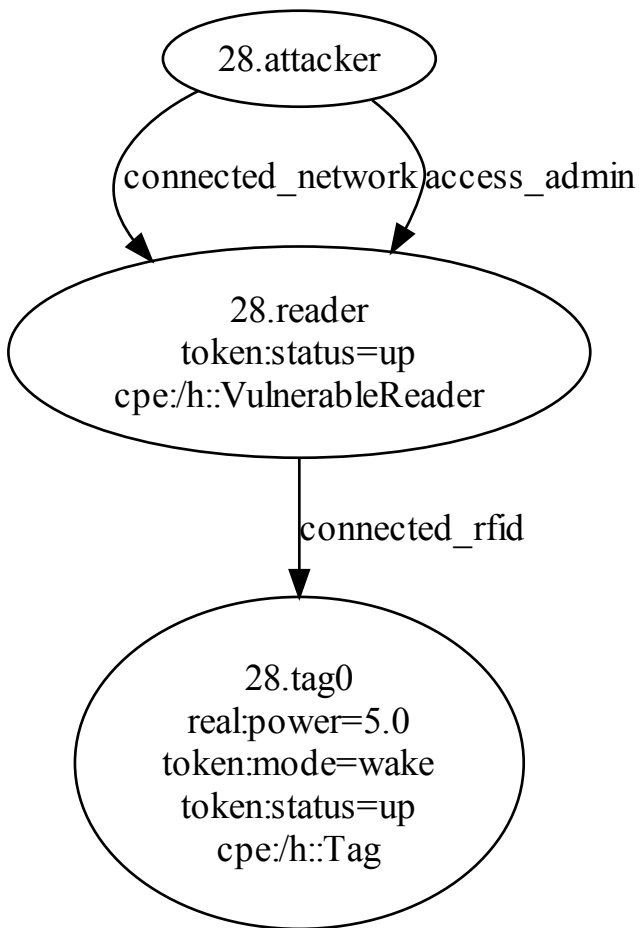 28.attacker
connected_network access_admin
28.reader
token:status=up
cpe:/h::VulnerableReader
connected_rfid
28.tag0
real:power=5.0
token:mode=wake
token:status=up
cpe:/h::Tag